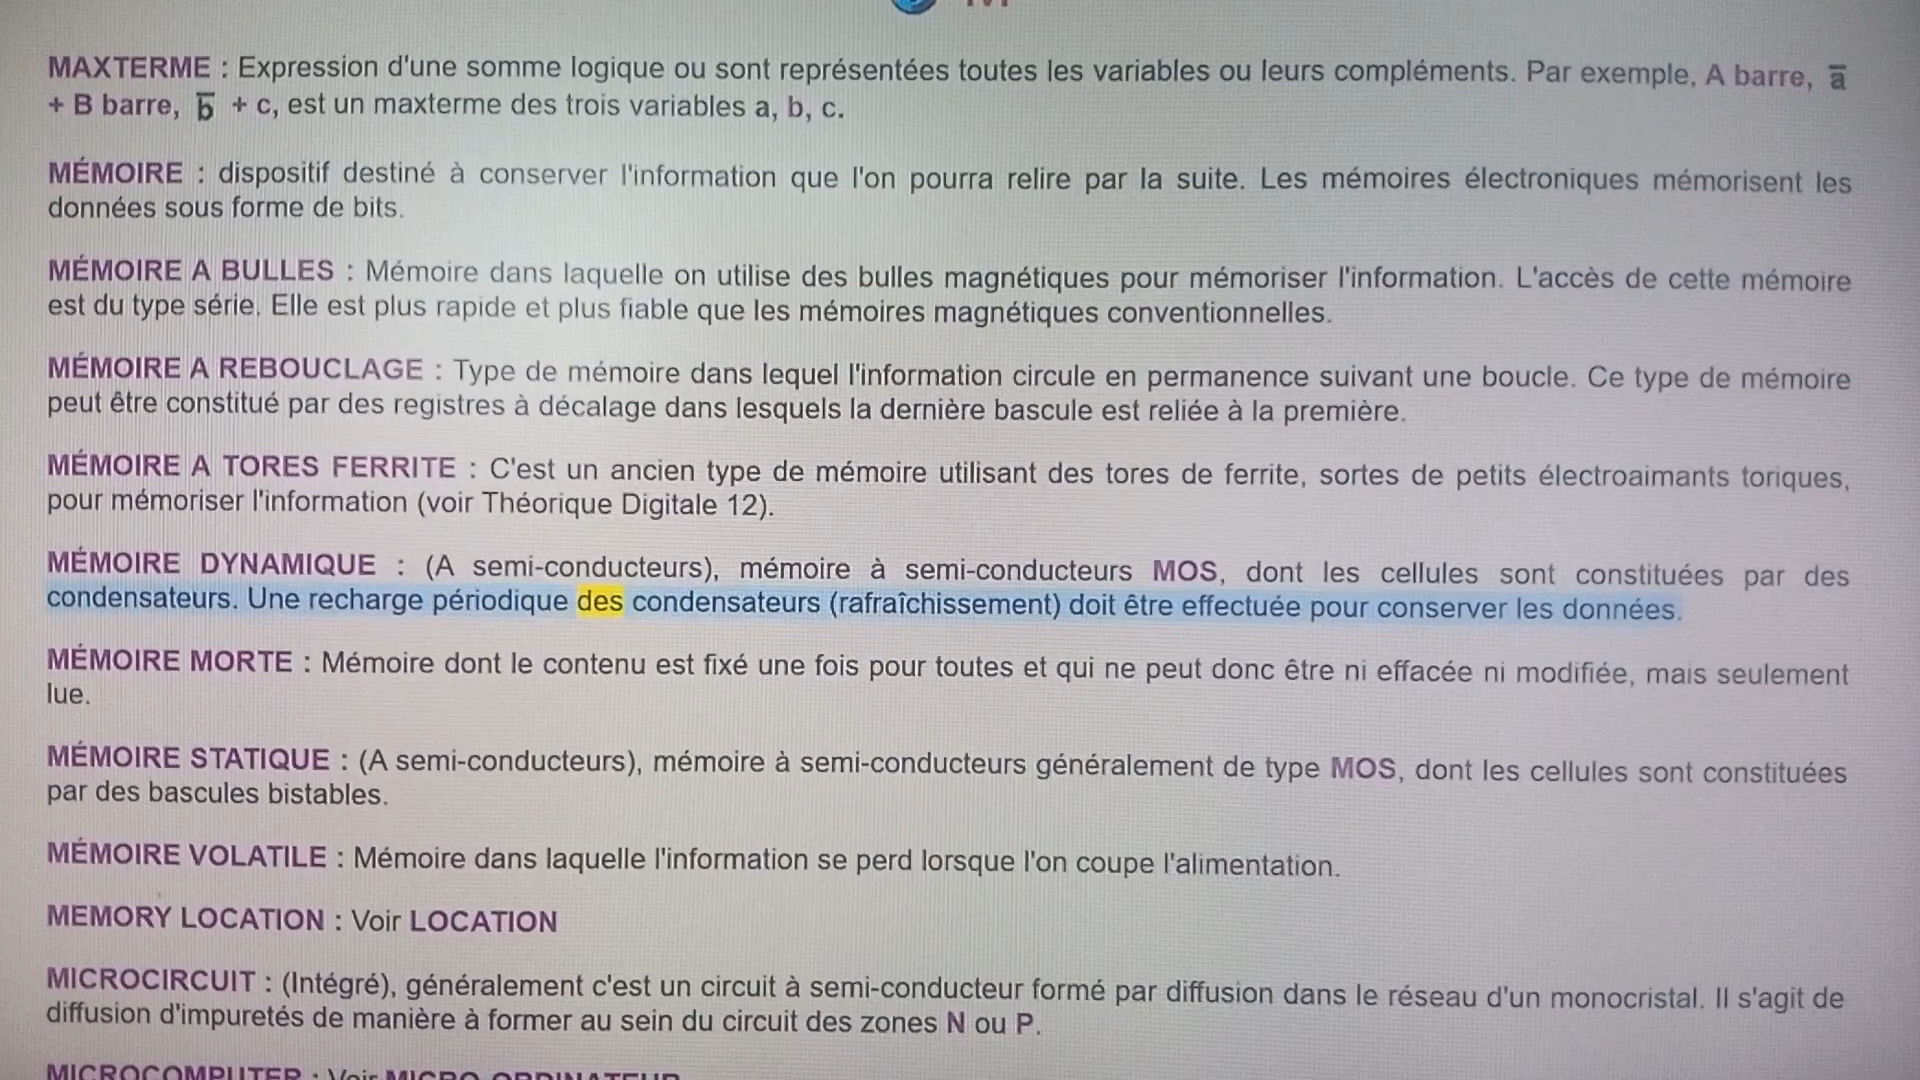 MAXTERME : Expression d'une somme logique ou sont représentées toutes les variables ou leurs compléments. Par exemple, A barre, a̅
+ B barre, b̅ + c, est un maxterme des trois variables a, b, c.
MÉMOIRE : dispositif destiné à conserver l'information que l'on pourra relire par la suite. Les mémoires électroniques mémorisent les
données sous forme de bits.
MÉMOIRE A BULLES : Mémoire dans laquelle on utilise des bulles magnétiques pour mémoriser l'information. L'accès de cette mémoire
est du type série. Elle est plus rapide et plus fiable que les mémoires magnétiques conventionnelles.
MÉMOIRE A REBOUCLAGE : Type de mémoire dans lequel l'information circule en permanence suivant une boucle. Ce type de mémoire
peut être constitué par des registres à décalage dans lesquels la dernière bascule est reliée à la première.
MÉMOIRE A TORES FERRITE : C'est un ancien type de mémoire utilisant des tores de ferrite, sortes de petits électroaimants toriques,
pour mémoriser l'information (voir Théorique Digitale 12).
MÉMOIRE DYNAMIQUE : (A semi-conducteurs), mémoire à semi-conducteurs MOS, dont les cellules sont constituées par des
condensateurs. Une recharge périodique des condensateurs (rafraîchissement) doit être effectuée pour conserver les données.
MÉMOIRE MORTE : Mémoire dont le contenu est fixé une fois pour toutes et qui ne peut donc être ni effacée ni modifiée, mais seulement
lue.
MÉMOIRE STATIQUE : (A semi-conducteurs), mémoire à semi-conducteurs généralement de type MOS, dont les cellules sont constituées
par des bascules bistables.
MÉMOIRE VOLATILE : Mémoire dans laquelle l'information se perd lorsque l'on coupe l'alimentation.
MEMORY LOCATION : Voir LOCATION
MICROCIRCUIT : (Intégré), généralement c'est un circuit à semi-conducteur formé par diffusion dans le réseau d'un monocristal. Il s'agit de
diffusion d'impuretés de manière à former au sein du circuit des zones N ou P.
MICROCOMPUTER : Voir MICRO-ORDINATEUR